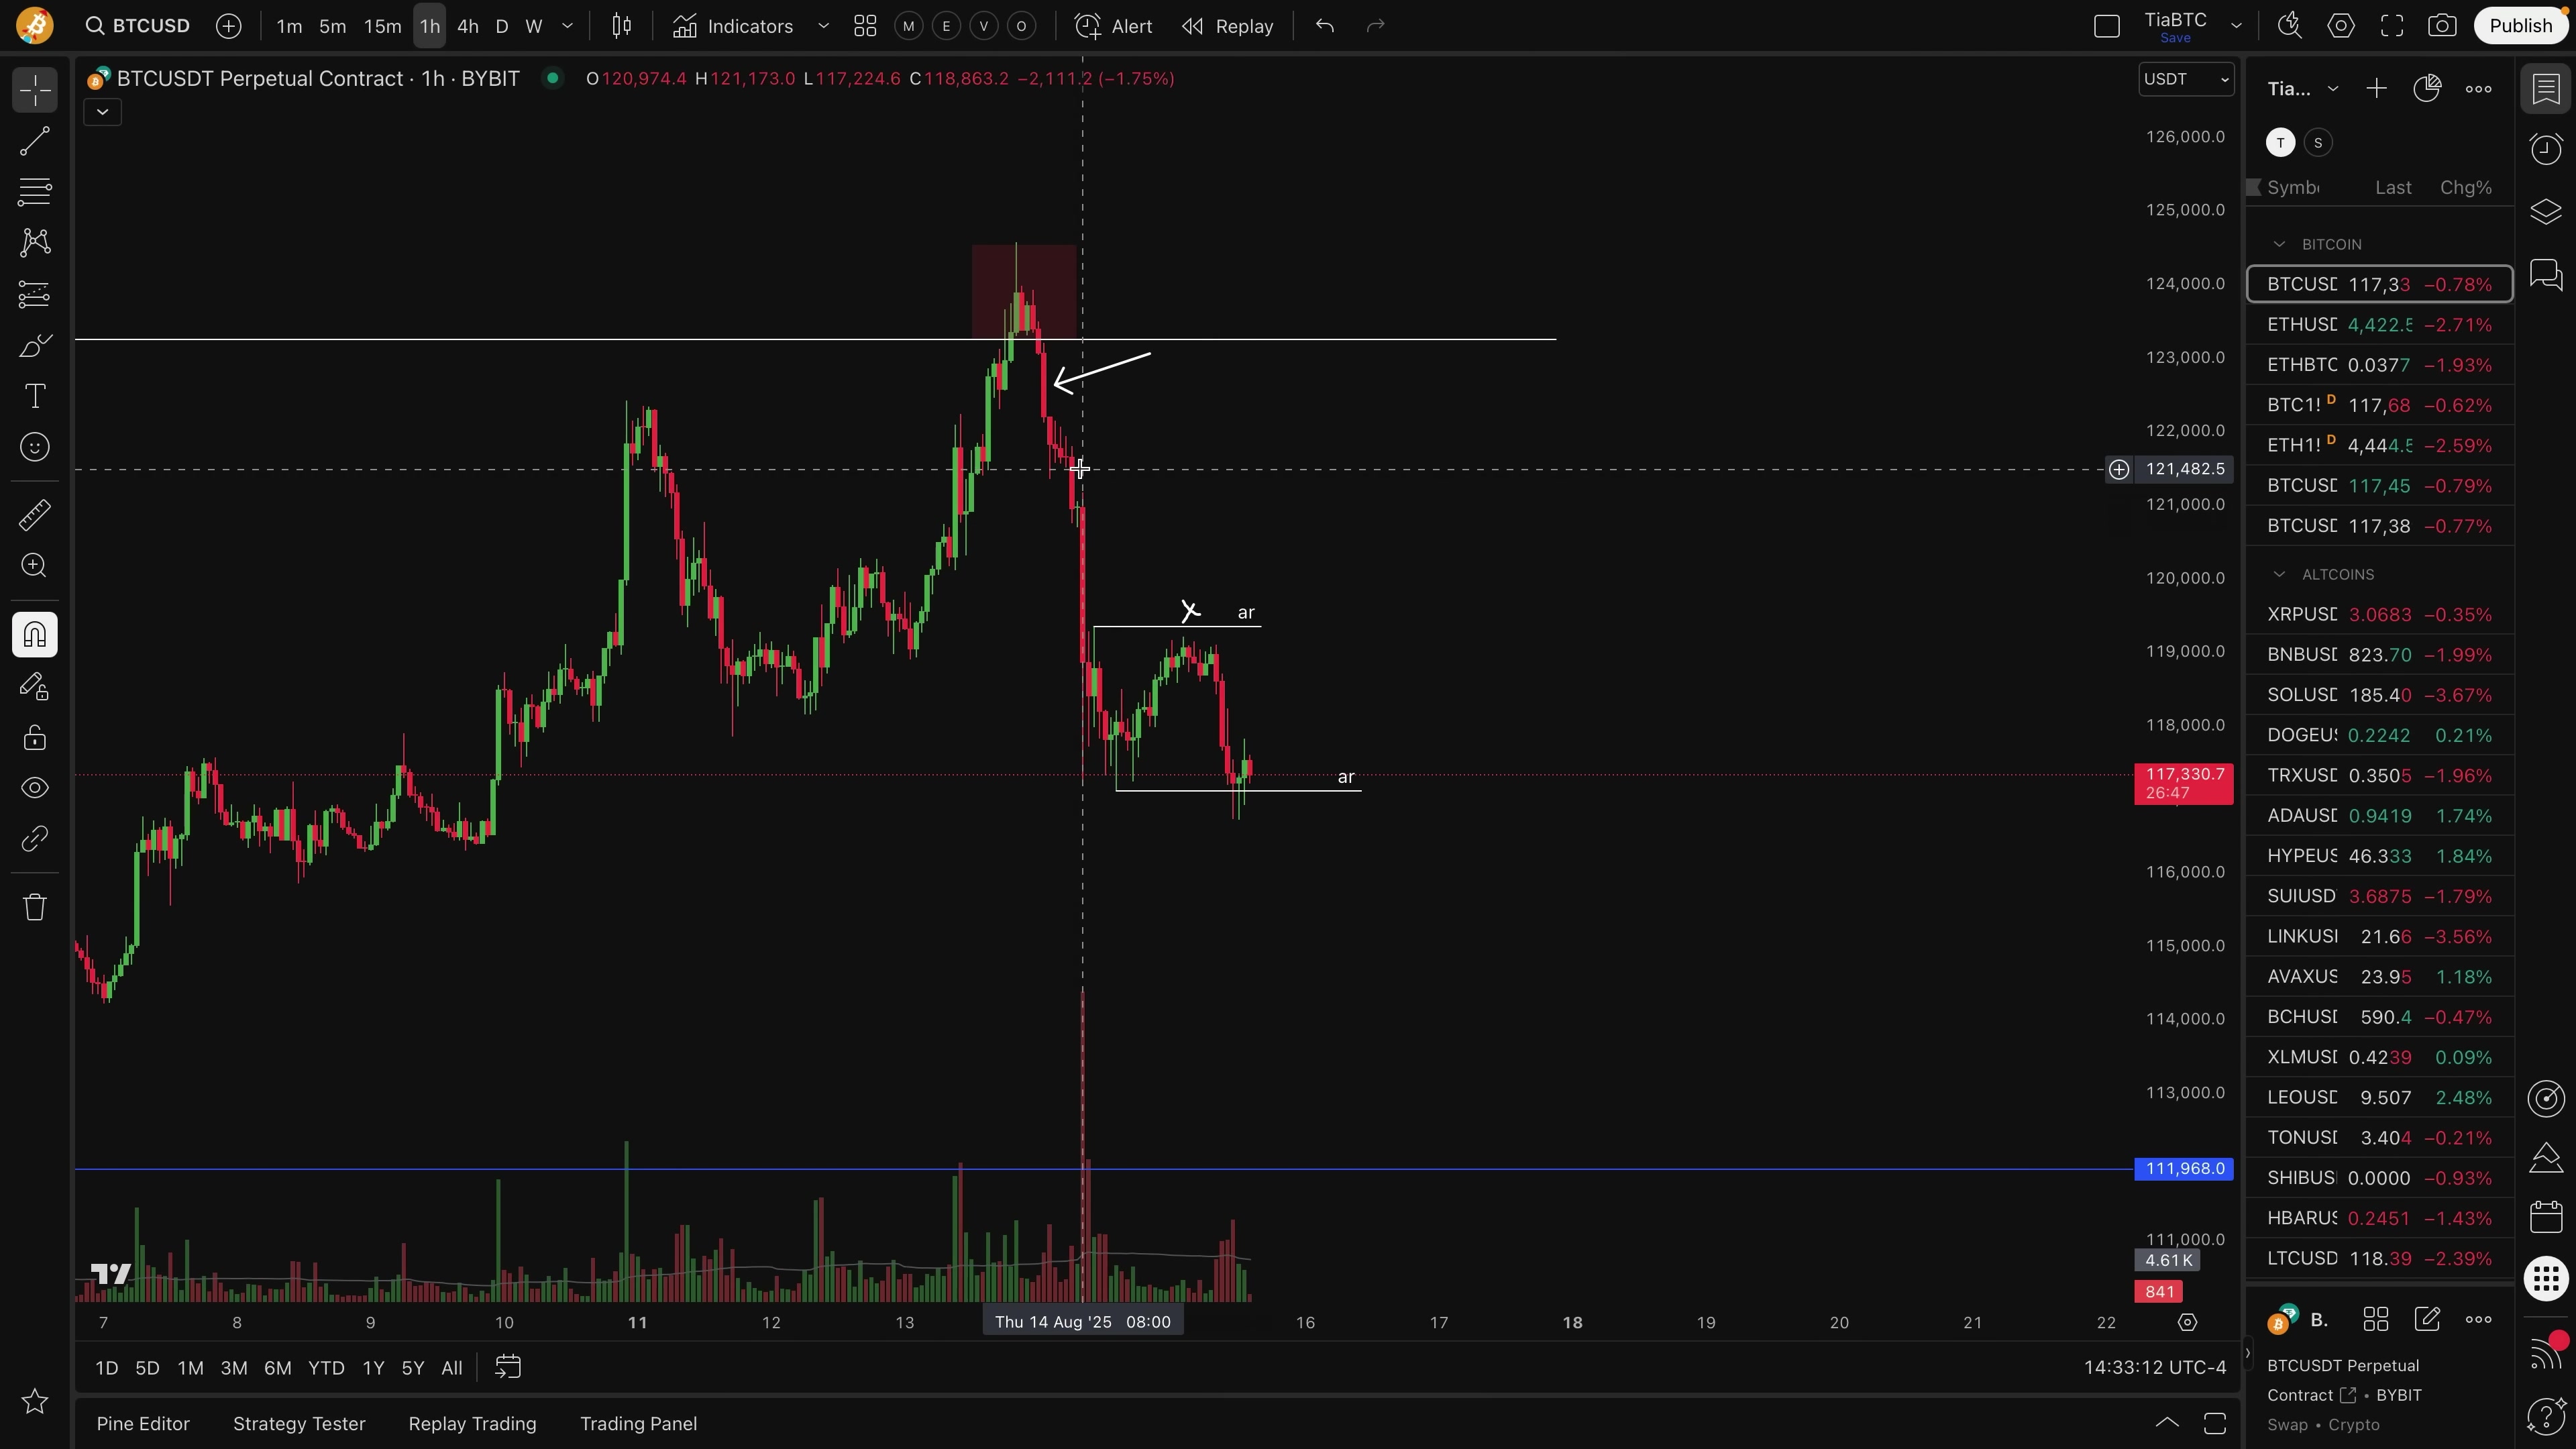 BTCUSD 1m 5m 15m 1h 4h D W Indicators M E V O Alert Replay TiaBTC Publish
Save
BTCUSDT Perpetual Contract · 1h · BYBIT O120,974.4 H121,173.0 L117,224.6 C118,863.2 −2,111.2 (−1.75%)
USDT
126,000.0
125,000.0
124,000.0
123,000.0
122,000.0
121,482.5
121,000.0
120,000.0
x ar
119,000.0
118,000.0
ar
117,330.7
26:47
116,000.0
115,000.0
114,000.0
113,000.0
111,968.0
111,000.0
4.61 K
841
7 8 9 10 11 12 13 Thu 14 Aug '25 08:00 16 17 18 19 20 21 22
1D 5D 1M 3M 6M YTD 1Y 5Y All 14:33:12 UTC-4
Pine Editor Strategy Tester Replay Trading Trading Panel
Tia...
T S
Symb Last Chg%
BITCOIN
BTCUSD 117,33 −0.78%
ETHUSD 4,422.5 −2.71%
ETHBTC 0.0377 −1.93%
BTC1! D 117,68 −0.62%
ETH1! D 4,444.5 −2.59%
BTCUSD 117,45 −0.79%
BTCUSD 117,38 −0.77%
ALTCOINS
XRPUSD 3.0683 −0.35%
BNBUSD 823.70 −1.99%
SOLUSD 185.40 −3.67%
DOGEUS 0.2242 0.21%
TRXUSD 0.3505 −1.96%
ADAUSD 0.9419 1.74%
HYPEUS 46.333 1.84%
SUIUSD 3.6875 −1.79%
LINKUSI 21.66 −3.56%
AVAXUS 23.95 1.18%
BCHUSD 590.4 −0.47%
XLMUSD 0.4239 0.09%
LEOUSD 9.507 2.48%
TONUSD 3.404 −0.21%
SHIBUS 0.0000 −0.93%
HBARUS 0.2451 −1.43%
LTCUSD 118.39 −2.39%
B.
BTCUSDT Perpetual
Contract • BYBIT
Swap • Crypto